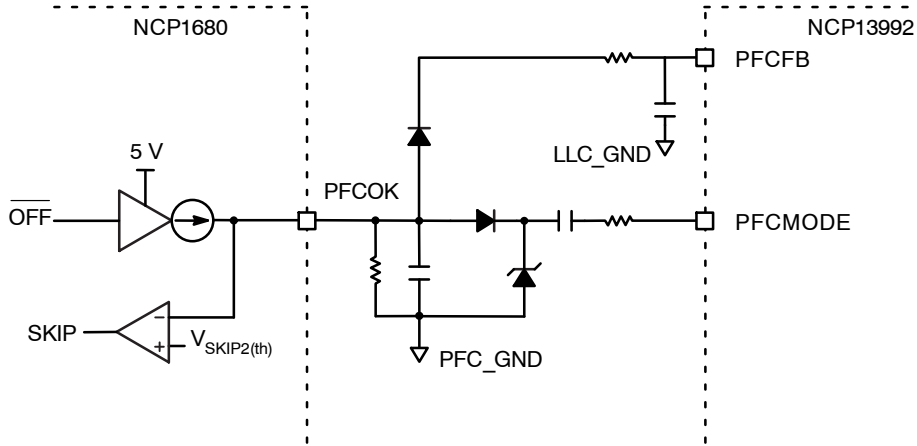 NCP1680
NCP13992
PFCFB
5 V
LLC_GND
PFCOK
OFF
PFCMODE
SKIP
−
+
VSKIP2(th)
PFC_GND